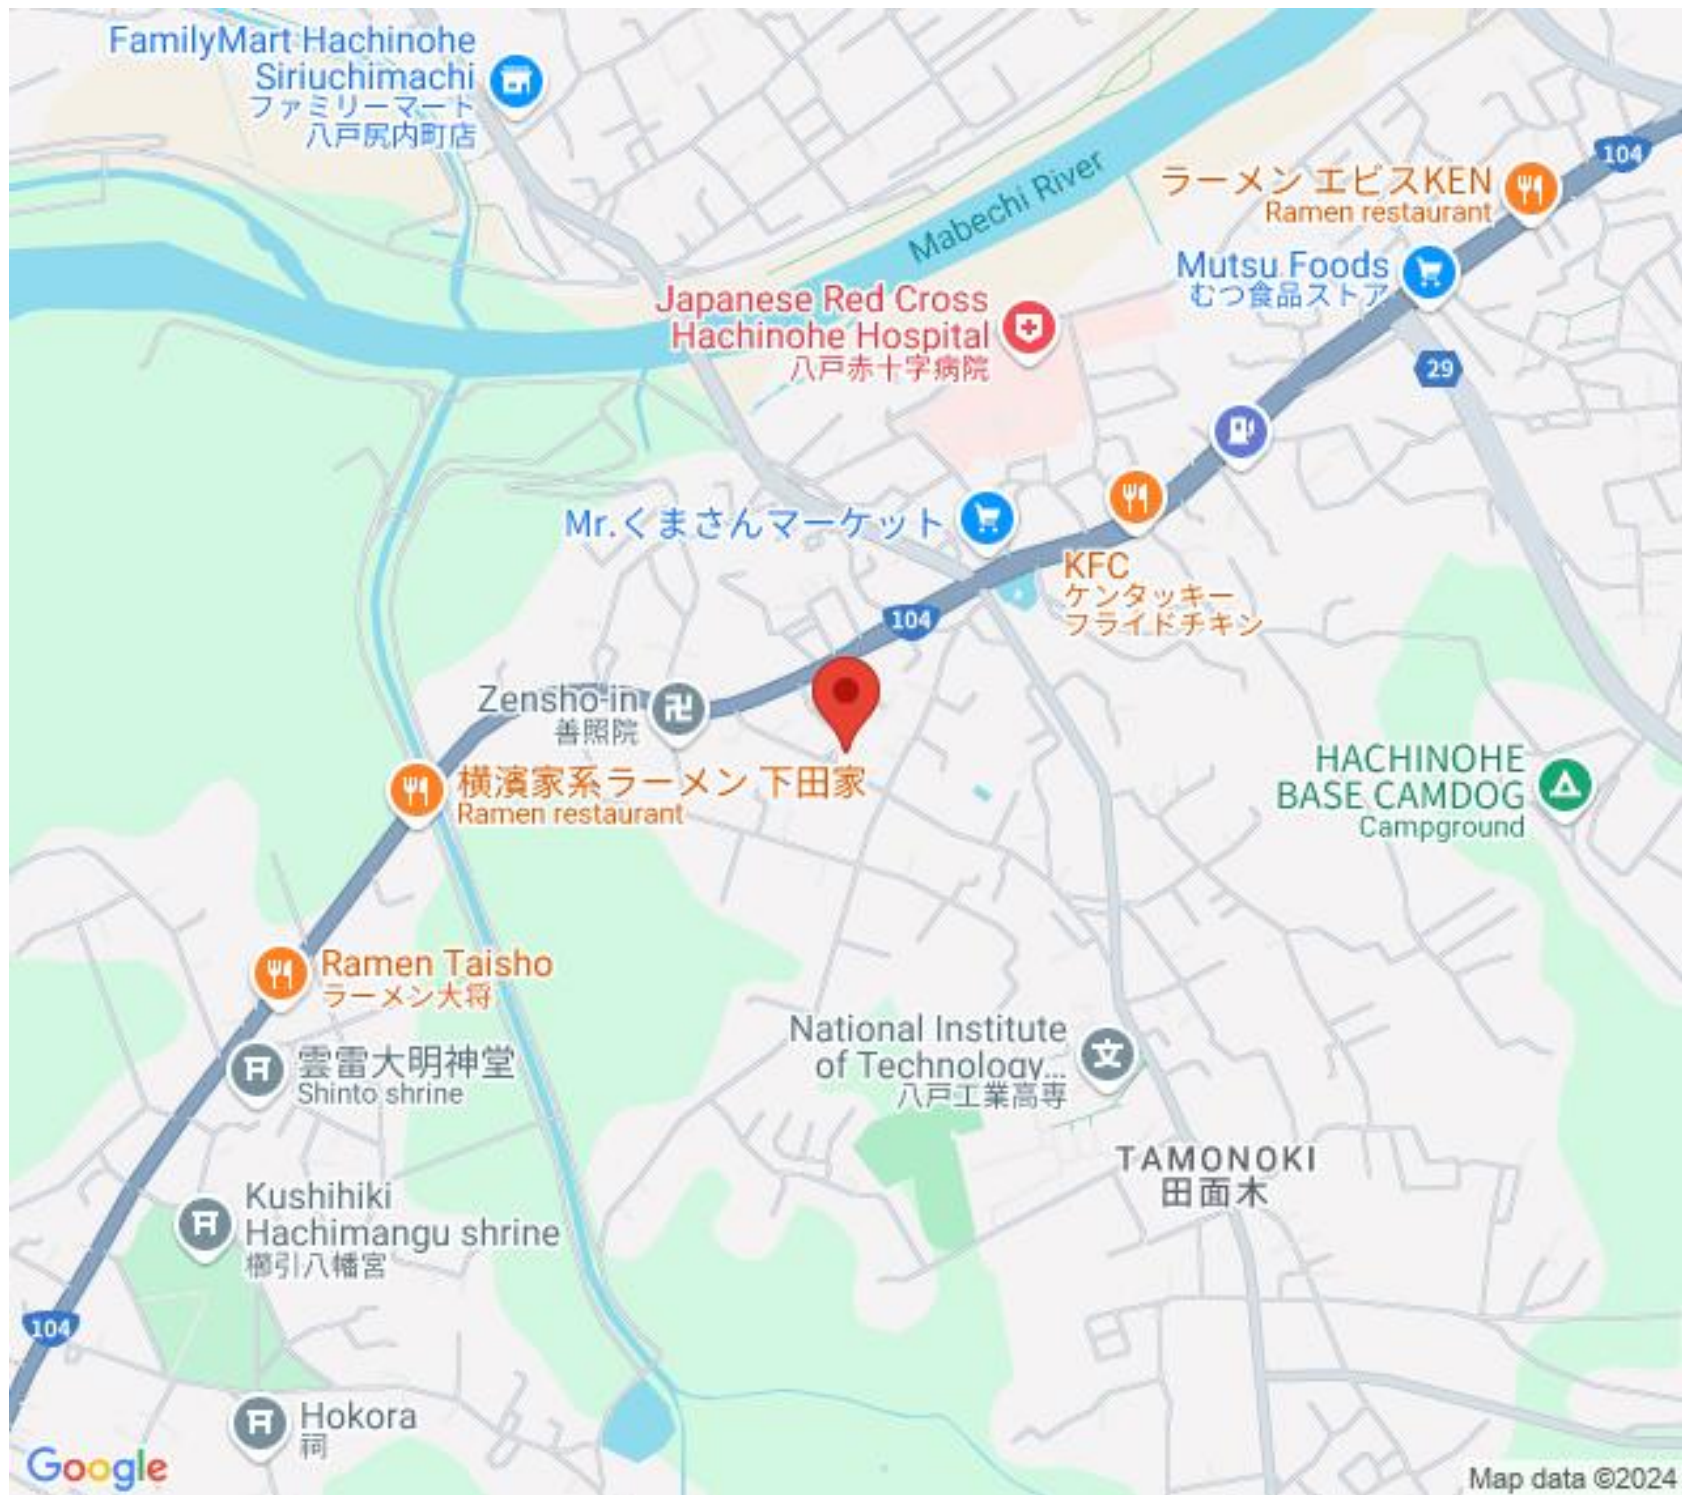 FamilyMart Hachinohe
Siriuchimachi
ファミリーマート
八戸尻内町店
Mabechi River
104
ラーメン エビスKEN
Ramen restaurant
Mutsu Foods
むつ食品ストア
Japanese Red Cross
Hachinohe Hospital
八戸赤十字病院
29
Mr.くまさんマーケット
KFC
ケンタッキー
フライドチキン
104
Zensho-in
善照院
卍
横濱家系ラーメン 下田家
Ramen restaurant
HACHINOHE
BASE CAMDOG
Campground
Ramen Taisho
ラーメン大将
National Institute
of Technology...
八戸工業高専
文
雲雷大明神堂
Shinto shrine
TAMONOKI
田面木
Kushihiki
Hachimangu shrine
櫛引八幡宮
104
Hokora
祠
Google
Map data ©2024